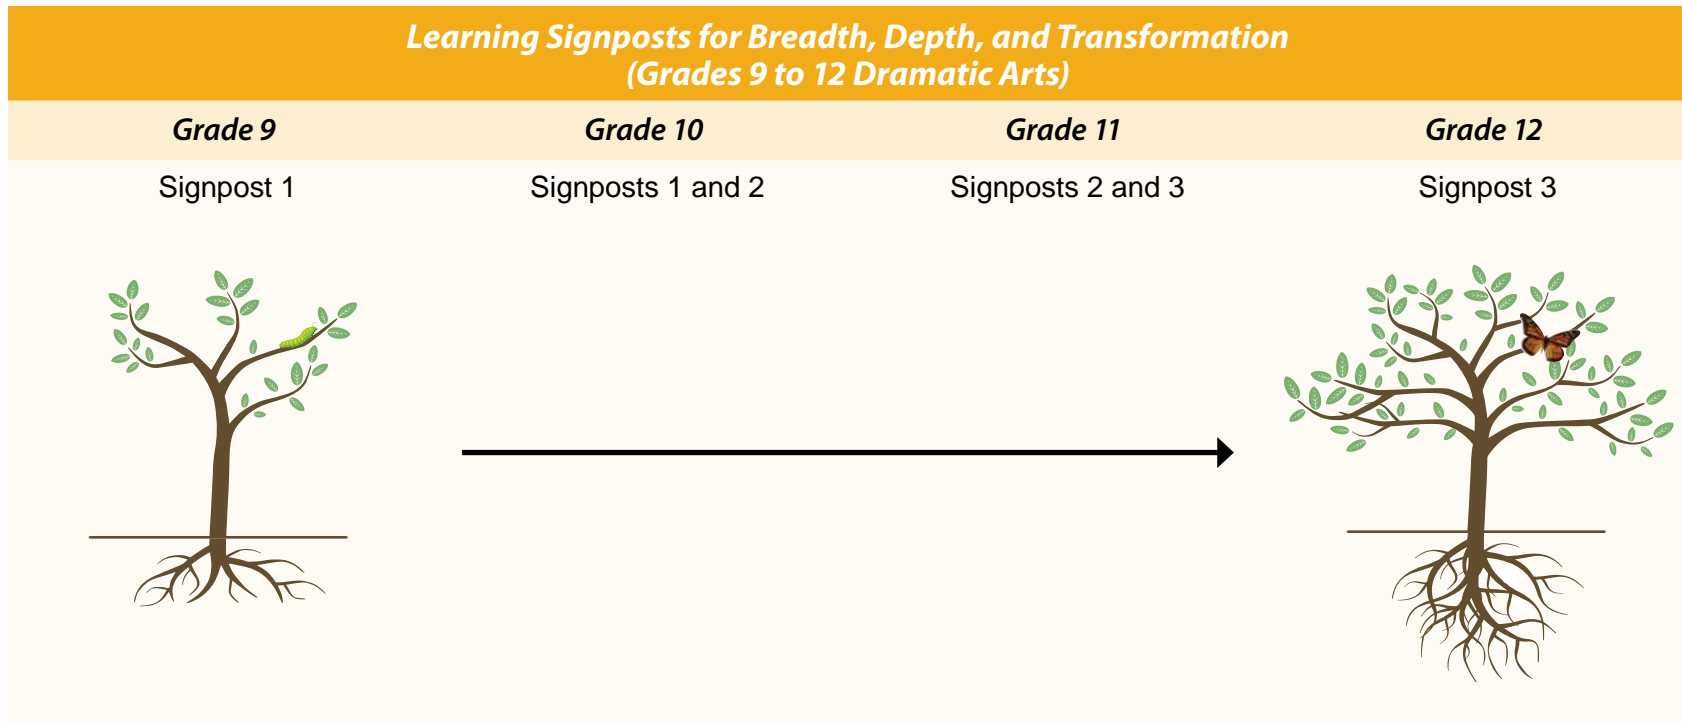 Learning Signposts for Breadth, Depth, and Transformation
(Grades 9 to 12 Dramatic Arts)
Grade 9 Grade 10 Grade 11 Grade 12
Signpost 1 Signposts 1 and 2 Signposts 2 and 3 Signpost 3